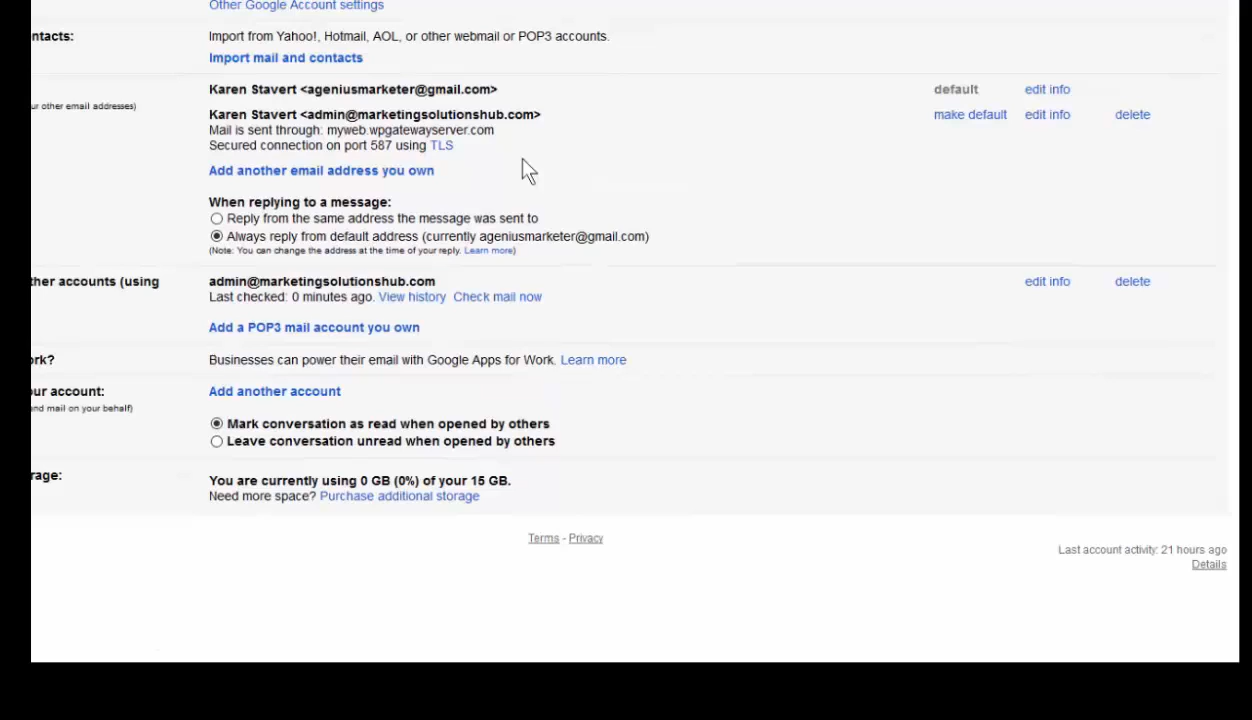 Other Google Account settings
ntacts:
Import from Yahoo!, Hotmail, AOL, or other webmail or POP3 accounts.
Import mail and contacts
Karen Stavert <ageniusmarketer@gmail.com> default edit info
ur other email addresses)
Karen Stavert <admin@marketingsolutionshub.com> make default edit info delete
Mail is sent through: myweb.wpgatewayserver.com
Secured connection on port 587 using TLS
Add another email address you own
When replying to a message:
Reply from the same address the message was sent to
Always reply from default address (currently ageniusmarketer@gmail.com)
(Note: You can change the address at the time of your reply. Learn more)
ther accounts (using admin@marketingsolutionshub.com edit info delete
Last checked: 0 minutes ago. View history Check mail now
Add a POP3 mail account you own
ork? Businesses can power their email with Google Apps for Work. Learn more
our account: Add another account
and mail on your behalf)
Mark conversation as read when opened by others
Leave conversation unread when opened by others
rage: You are currently using 0 GB (0%) of your 15 GB.
Need more space? Purchase additional storage
Terms - Privacy
Last account activity: 21 hours ago
Details